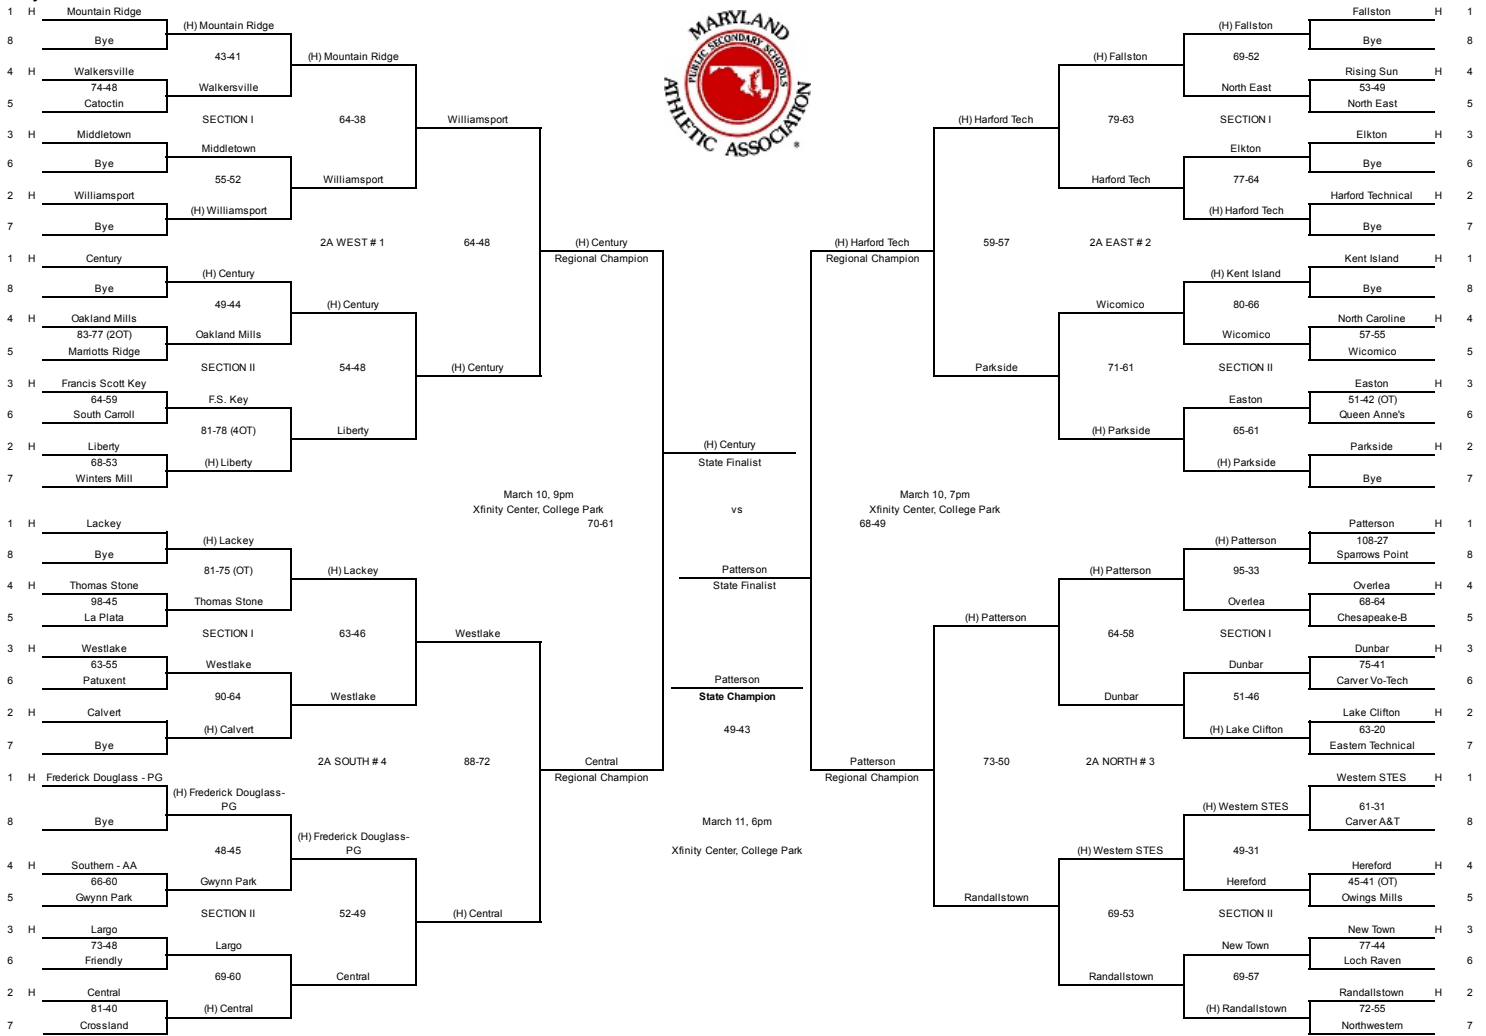 MARYLAND
PUBLIC SECONDARY SCHOOLS
ATHLETIC ASSOCIATION
®
1 H Mountain Ridge
(H) Mountain Ridge
8 Bye
43-41
(H) Mountain Ridge
4 H Walkersville
74-48
Walkersville
5 Catoctin
SECTION I
64-38
Williamsport
3 H Middletown
Middletown
6 Bye
55-52
Williamsport
2 H Williamsport
(H) Williamsport
7 Bye
2A WEST # 1
64-48
(H) Century
Regional Champion
1 H Century
(H) Century
8 Bye
49-44
(H) Century
4 H Oakland Mills
83-77 (2OT)
Oakland Mills
5 Marriotts Ridge
SECTION II
54-48
(H) Century
3 H Francis Scott Key
64-59
F.S. Key
6 South Carroll
81-78 (4OT)
Liberty
2 H Liberty
68-53
(H) Liberty
7 Winters Mill
(H) Century
State Finalist
March 10, 9pm
Xfinity Center, College Park
70-61
vs
1 H Lackey
(H) Lackey
8 Bye
81-75 (OT)
(H) Lackey
4 H Thomas Stone
98-45
Thomas Stone
5 La Plata
SECTION I
63-46
Westlake
3 H Westlake
63-55
Westlake
6 Patuxent
90-64
Westlake
2 H Calvert
(H) Calvert
7 Bye
2A SOUTH # 4
88-72
Central
Regional Champion
1 H Frederick Douglass - PG
(H) Frederick Douglass-
PG
8 Bye
48-45
(H) Frederick Douglass-
PG
4 H Southern - AA
66-60
Gwynn Park
5 Gwynn Park
SECTION II
52-49
(H) Central
3 H Largo
73-48
Largo
6 Friendly
69-60
Central
2 H Central
81-40
(H) Central
7 Crossland
Patterson
State Finalist
Patterson
State Champion
49-43
March 11, 6pm
Xfinity Center, College Park
Fallston H 1
(H) Fallston
Bye 8
69-52
(H) Fallston
Rising Sun H 4
53-49
North East
North East 5
SECTION I
79-63
(H) Harford Tech
Elkton H 3
Elkton
Bye 6
77-64
Harford Tech
Harford Technical H 2
(H) Harford Tech
Bye 7
2A EAST # 2
59-57
(H) Harford Tech
Regional Champion
Kent Island H 1
(H) Kent Island
Bye 8
80-66
Wicomico
North Caroline H 4
57-55
Wicomico
Wicomico 5
SECTION II
71-61
Parkside
Easton H 3
51-42 (OT)
Easton
Queen Anne's 6
65-61
(H) Parkside
Parkside H 2
(H) Parkside
Bye 7
March 10, 7pm
Xfinity Center, College Park
68-49
Patterson H 1
108-27
(H) Patterson
Sparrows Point 8
95-33
(H) Patterson
Overlea H 4
68-64
Overlea
Chesapeake-B 5
SECTION I
64-58
(H) Patterson
Dunbar H 3
75-41
Dunbar
Carver Vo-Tech 6
51-46
Dunbar
Lake Clifton H 2
63-20
(H) Lake Clifton
Eastern Technical 7
2A NORTH # 3
73-50
Patterson
Regional Champion
Western STES H 1
61-31
(H) Western STES
Carver A&T 8
49-31
(H) Western STES
Hereford H 4
45-41 (OT)
Hereford
Owings Mills 5
SECTION II
69-53
Randallstown
New Town H 3
77-44
New Town
Loch Raven 6
69-57
Randallstown
Randallstown H 2
72-55
(H) Randallstown
Northwestern 7